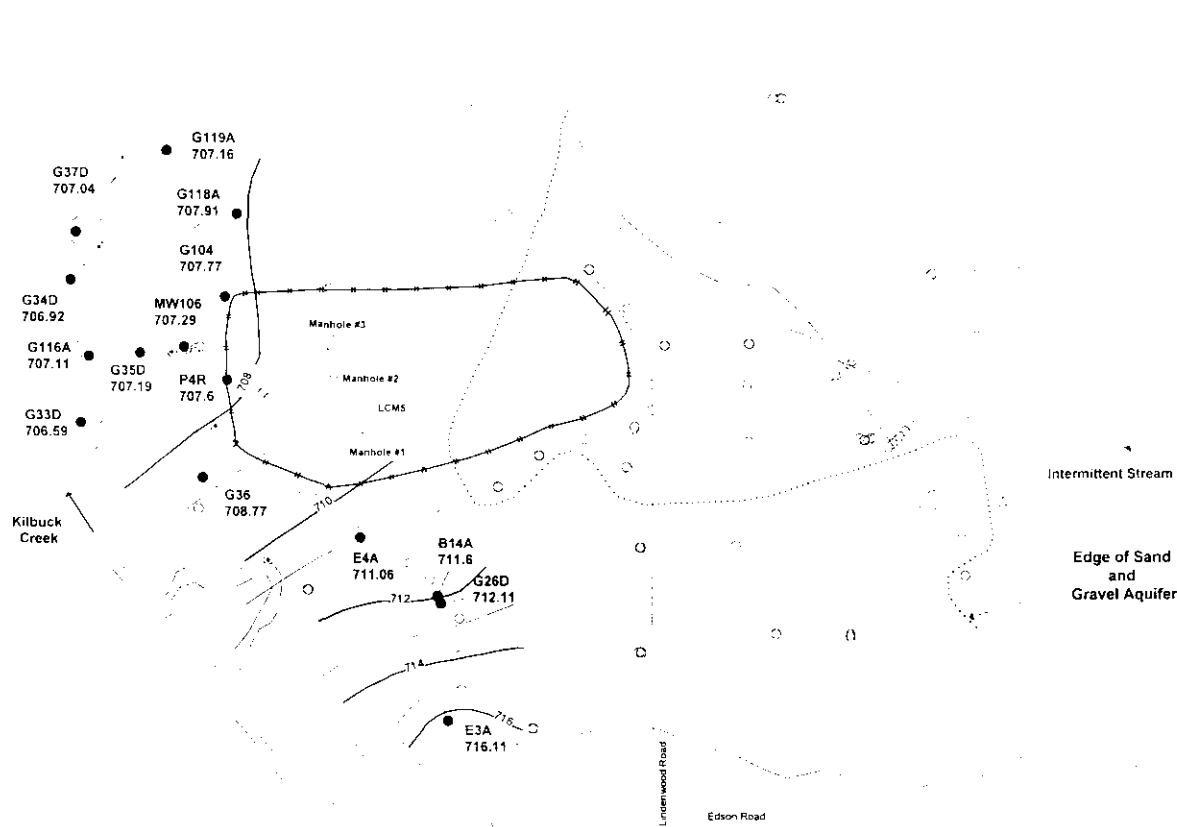 G119A
707.16
G37D
707.04
G118A
707.91
G104
707.77
G34D
706.92
MW106
707.29
Manhole #3
G116A
707.11
G35D
707.19
P4R
707.6
708
Manhole #2
LCMS
G33D
706.59
Manhole #1
G36
708.77
710
Intermittent Stream
Kilbuck
Creek
E4A
711.06
B14A
711.6
G26D
712.11
712
Edge of Sand
and
Gravel Aquifer
714
716
E3A
716.11
Lindenwood Road
Edson Road